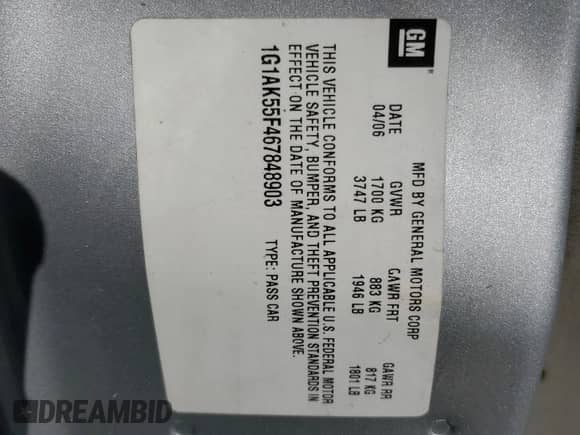 GM
®
MFD BY GENERAL MOTORS CORP
DATE GVWR GAWR FRT GAWR RR
04/06 1700 KG 883 KG 817 KG
3747 LB 1946 LB 1801 LB
THIS VEHICLE CONFORMS TO ALL APPLICABLE U.S. FEDERAL MOTOR
VEHICLE SAFETY, BUMPER, AND THEFT PREVENTION STANDARDS IN
EFFECT ON THE DATE OF MANUFACTURE SHOWN ABOVE.
1G1AK55F467848903 TYPE: PASS CAR
DREAMBID